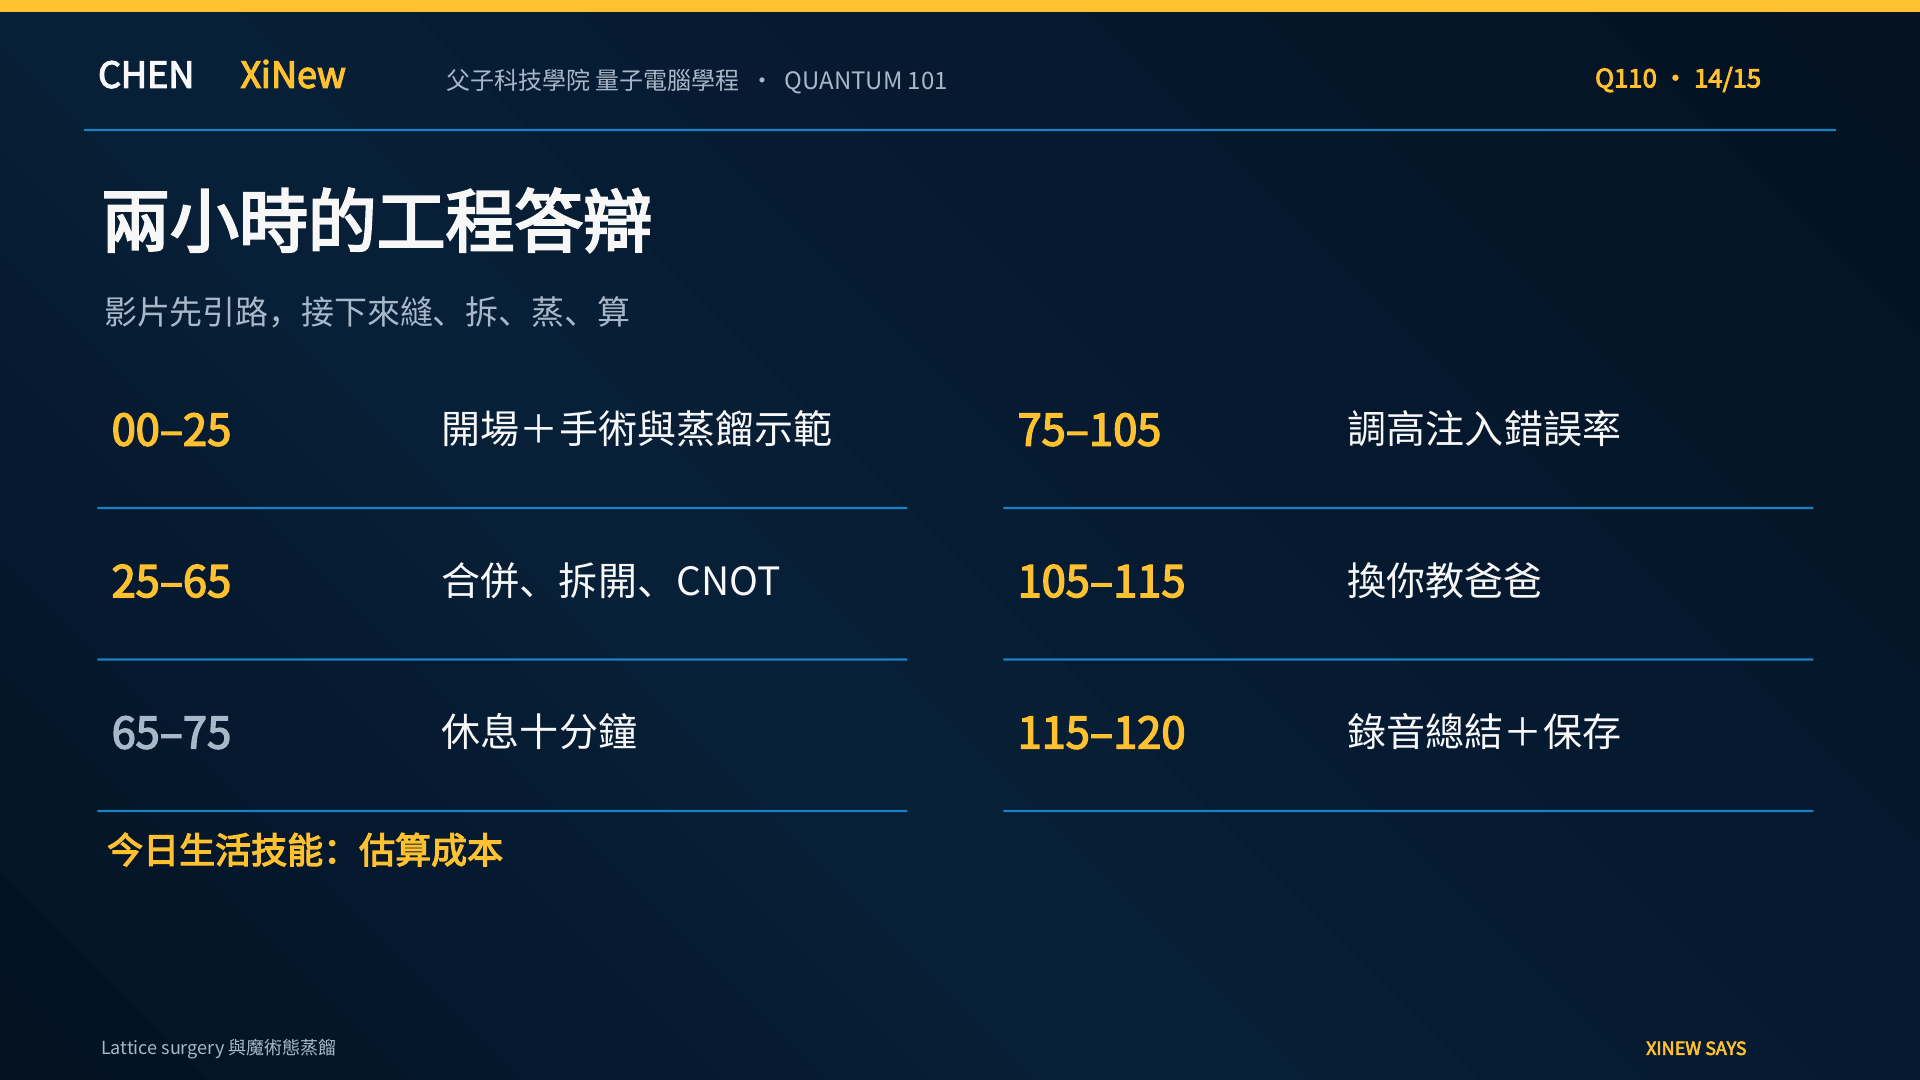 CHEN XiNew 父子科技學院 量子電腦學程 · QUANTUM 101 Q110 · 14/15
兩小時的工程答辯
影片先引路，接下來縫、拆、蒸、算
00–25 開場＋手術與蒸餾示範
25–65 合併、拆開、CNOT
65–75 休息十分鐘
75–105 調高注入錯誤率
105–115 換你教爸爸
115–120 錄音總結＋保存
今日生活技能：估算成本
Lattice surgery 與魔術態蒸餾
XINEW SAYS